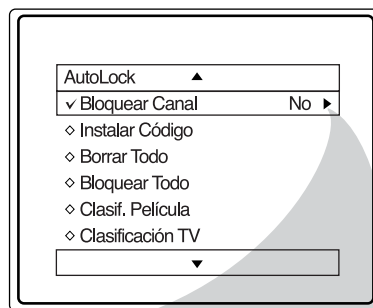 AutoLock ▲
✓ Bloquear Canal No ▶
◇ Instalar Código
◇ Borrar Todo
◇ Bloquear Todo
◇ Clasif. Película
◇ Clasificación TV
▼